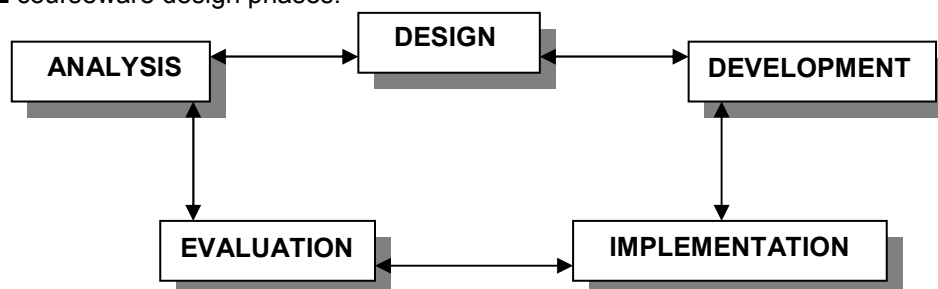 courseware design phases.
DESIGN
ANALYSIS
DEVELOPMENT
EVALUATION
IMPLEMENTATION